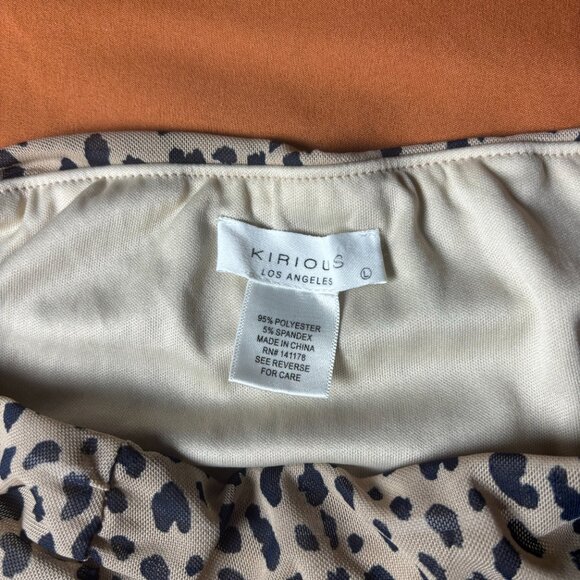 KIRIOUS
LOS ANGELES
L
95% POLYESTER
5% SPANDEX
MADE IN CHINA
RN# 141178
SEE REVERSE
FOR CARE